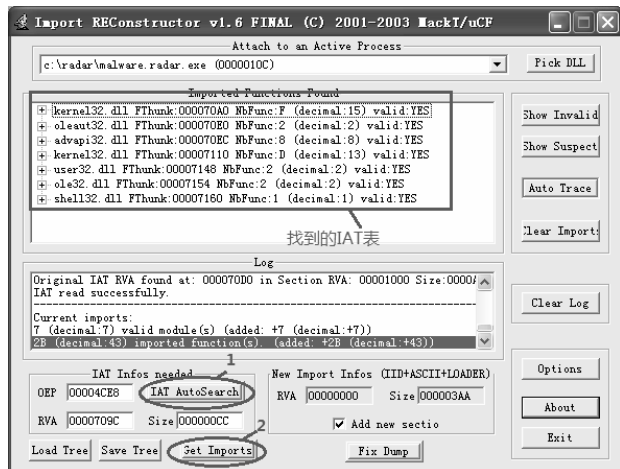 Import REConstructor v1.6 FINAL (C) 2001-2003 MackT/uCF
Attach to an Active Process
c:\radar\malware.radar.exe (0000010C)
Pick DLL
Imported Functions Found
kernel32.dll FThunk:000070A0 NbFunc:F (decimal:15) valid:YES
oleaut32.dll FThunk:000070E0 NbFunc:2 (decimal:2) valid:YES
advapi32.dll FThunk:000070EC NbFunc:8 (decimal:8) valid:YES
kernel32.dll FThunk:00007110 NbFunc:D (decimal:13) valid:YES
user32.dll FThunk:00007148 NbFunc:2 (decimal:2) valid:YES
ole32.dll FThunk:00007154 NbFunc:2 (decimal:2) valid:YES
shell32.dll FThunk:00007160 NbFunc:1 (decimal:1) valid:YES
找到的IAT表
Show Invalid
Show Suspect
Auto Trace
Clear Import
Log
Original IAT RVA found at: 000070D0 in Section RVA: 00001000 Size:0000
IAT read successfully.
Current imports:
7 (decimal:7) valid module(s) (added: +7 (decimal:+7))
2B (decimal:43) imported function(s). (added: +2B (decimal:+43))
Clear Log
1
IAT Infos needed
OEP 00004CE8 IAT AutoSearch
RVA 0000709C Size 000000CC
2
Load Tree Save Tree Get Imports
New Import Infos (IID+ASCII+LOADER)
RVA 00000000 Size 000003AA
Add new sectio
Fix Dump
Options
About
Exit